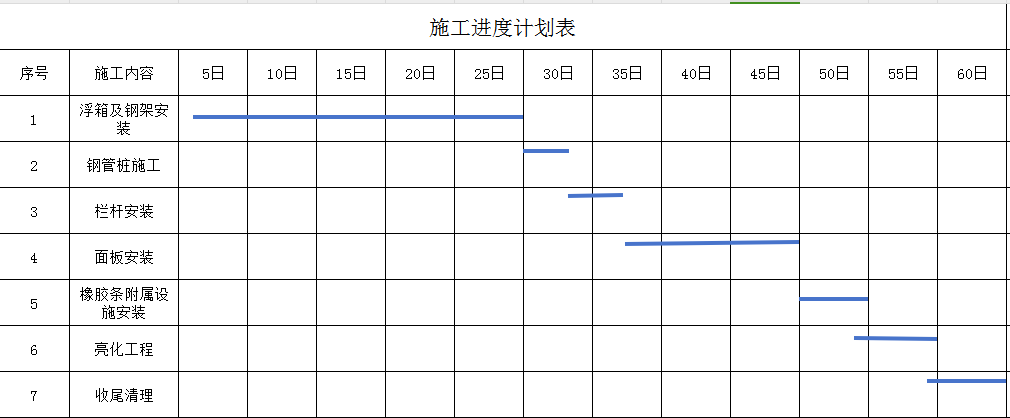 施工进度计划表
序号 施工内容 5日 10日 15日 20日 25日 30日 35日 40日 45日 50日 55日 60日
1 浮箱及钢架安
装
2 钢管桩施工
3 栏杆安装
4 面板安装
5 橡胶条附属设
施安装
6 亮化工程
7 收尾清理